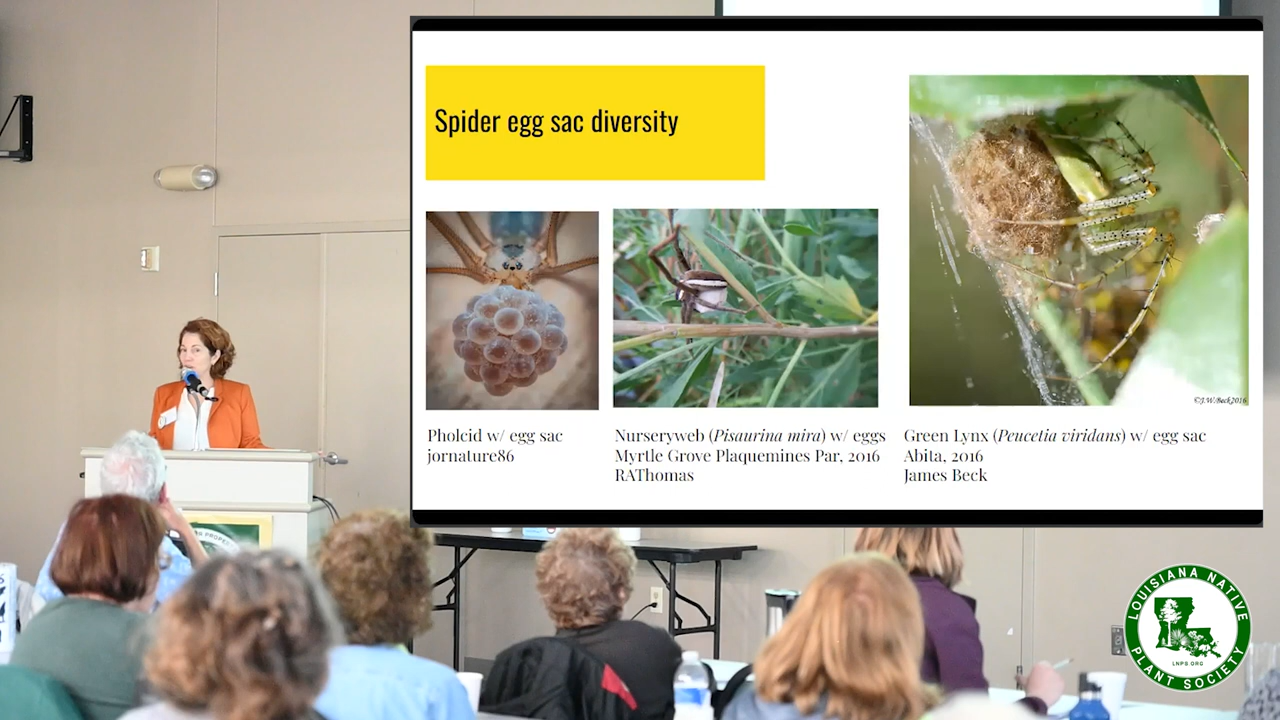 Spider egg sac diversity
Pholcid w/ egg sac
jornature86
Nurseryweb (Pisaurina mira) w/ eggs
Myrtle Grove Plaquemines Par, 2016
RAThomas
©J.W.Beck2016
Green Lynx (Peucetia viridans) w/ egg sac
Abita, 2016
James Beck
LOUISIANA NATIVE
PLANT SOCIETY
LNPS.ORG